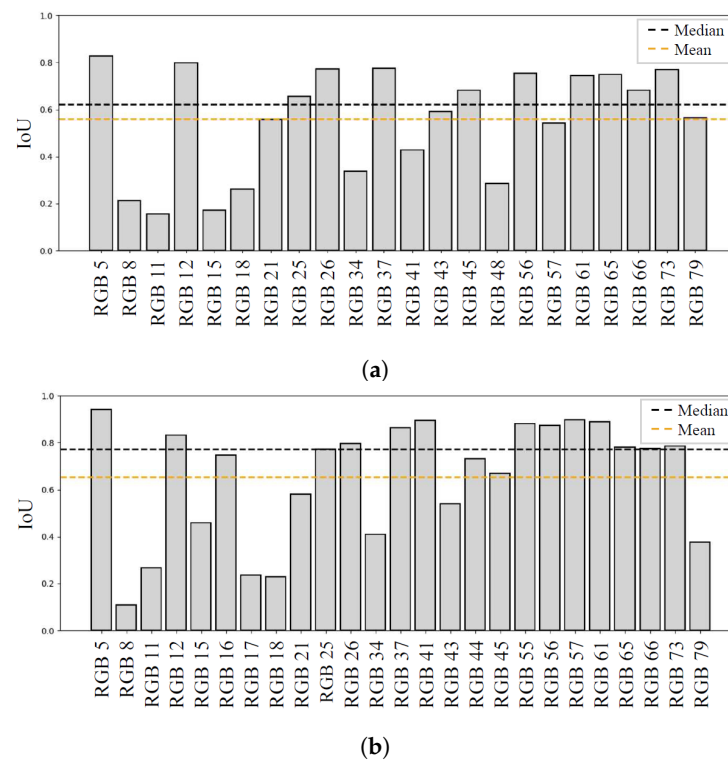 1.0
0.8
0.6
0.4
0.2
0.0
IoU
Median
Mean
RGB 5
RGB 8
RGB 11
RGB 12
RGB 15
RGB 18
RGB 21
RGB 25
RGB 26
RGB 34
RGB 37
RGB 41
RGB 43
RGB 45
RGB 48
RGB 56
RGB 57
RGB 61
RGB 65
RGB 66
RGB 73
RGB 79
(a)
1.0
0.8
0.6
0.4
0.2
0.0
IoU
Median
Mean
RGB 5
RGB 8
RGB 11
RGB 12
RGB 15
RGB 16
RGB 17
RGB 18
RGB 21
RGB 25
RGB 26
RGB 34
RGB 37
RGB 41
RGB 43
RGB 44
RGB 45
RGB 55
RGB 56
RGB 57
RGB 61
RGB 65
RGB 66
RGB 73
RGB 79
(b)